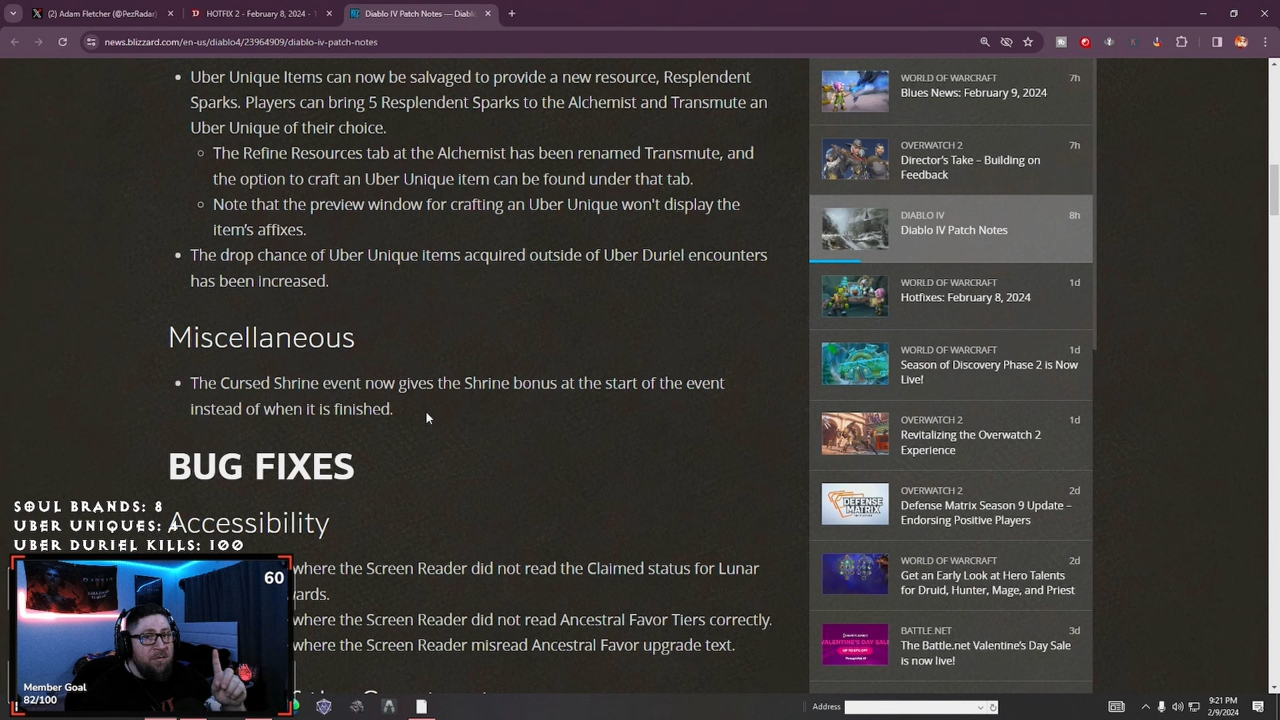 (2) Adam Fletcher (@PezRadar)
HOTFIX 2 - February 8, 2024 - 1
Diablo IV Patch Notes — Diablo
news.blizzard.com/en-us/diablo4/23964909/diablo-iv-patch-notes
Uber Unique Items can now be salvaged to provide a new resource, Resplendent
Sparks. Players can bring 5 Resplendent Sparks to the Alchemist and Transmute an
Uber Unique of their choice.
The Refine Resources tab at the Alchemist has been renamed Transmute, and
the option to craft an Uber Unique item can be found under that tab.
Note that the preview window for crafting an Uber Unique won't display the
item's affixes.
The drop chance of Uber Unique items acquired outside of Uber Duriel encounters
has been increased.
Miscellaneous
The Cursed Shrine event now gives the Shrine bonus at the start of the event
instead of when it is finished.
BUG FIXES
Accessibility
where the Screen Reader did not read the Claimed status for Lunar
wards.
where the Screen Reader did not read Ancestral Favor Tiers correctly.
where the Screen Reader misread Ancestral Favor upgrade text.
SOUL BRANDS: 8
UBER UNIQUES: 4
UBER DURIEL KILLS: 100
60
Member Goal
82/100
WORLD OF WARCRAFT 7h
Blues News: February 9, 2024
OVERWATCH 2 7h
Director's Take – Building on
Feedback
DIABLO IV 8h
Diablo IV Patch Notes
WORLD OF WARCRAFT 1d
Hotfixes: February 8, 2024
WORLD OF WARCRAFT 1d
Season of Discovery Phase 2 is Now
Live!
OVERWATCH 2 1d
Revitalizing the Overwatch 2
Experience
OVERWATCH 2 2d
DEFENSE
MATRIX
Defense Matrix Season 9 Update –
Endorsing Positive Players
WORLD OF WARCRAFT 2d
Get an Early Look at Hero Talents
for Druid, Hunter, Mage, and Priest
BATTLE.NET 3d
VALENTINE'S DAY SALE
The Battle.net Valentine's Day Sale
is now live!
Address
9:21 PM
2/9/2024